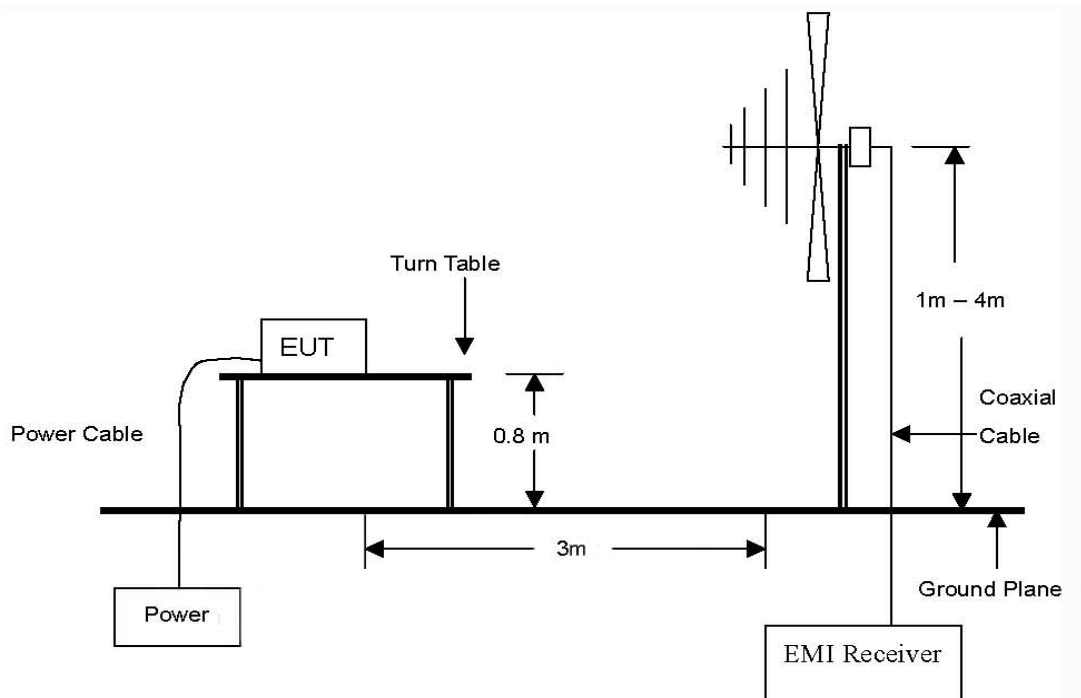 Turn Table
1m – 4m
EUT
Coaxial
Power Cable
0.8 m
Cable
3m
Ground Plane
Power
EMI Receiver